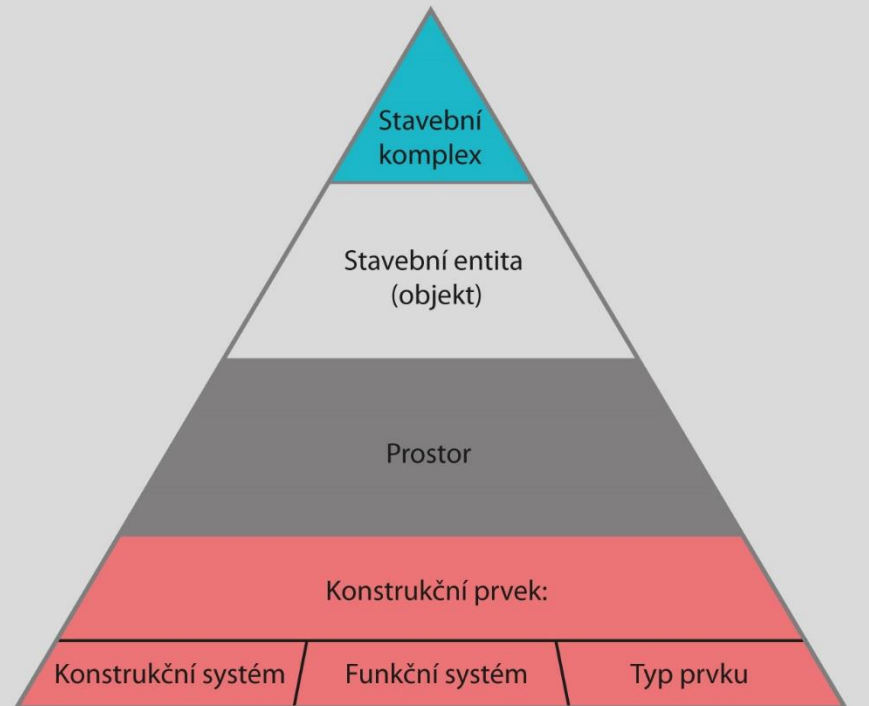 Stavební
komplex
Stavební entita
(objekt)
Prostor
Konstrukční prvek:
Konstrukční systém
Funkční systém
Typ prvku